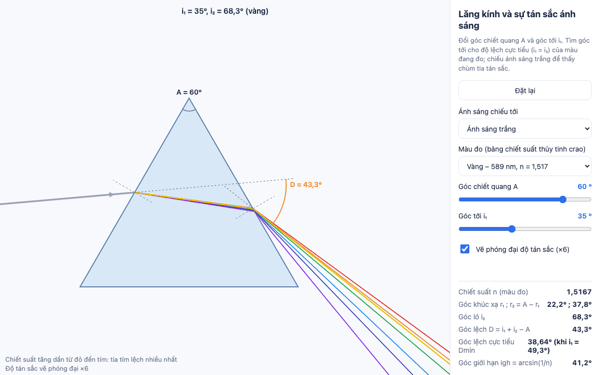 i₁ = 35°, i₂ = 68,3° (vàng)
A = 60°
D = 43,3°
Chiết suất tăng dần từ đỏ đến tím: tia tím lệch nhiều nhất
Độ tán sắc vẽ phóng đại ×6
Lăng kính và sự tán sắc ánh
sáng
Đổi góc chiết quang A và góc tới i₁. Tìm góc
tới cho độ lệch cực tiểu (i₁ = i₂) của màu
đang đo; chiếu ánh sáng trắng để thấy
chùm tia tán sắc.
Đặt lại
Ánh sáng chiếu tới
Ánh sáng trắng
Màu đo (bảng chiết suất thủy tinh crao)
Vàng – 589 nm, n = 1,517
Góc chiết quang A 60 °
Góc tới i₁ 35 °
Vẽ phóng đại độ tán sắc (×6)
Chiết suất n (màu đo) 1,5167
Góc khúc xạ r₁ ; r₂ = A − r₁ 22,2° ; 37,8°
Góc ló i₂ 68,3°
Góc lệch D = i₁ + i₂ − A 43,3°
Góc lệch cực tiểu 38,64° (khi i₁ =
Dmin 49,3°)
Góc giới hạn igh = arcsin(1/n) 41,2°